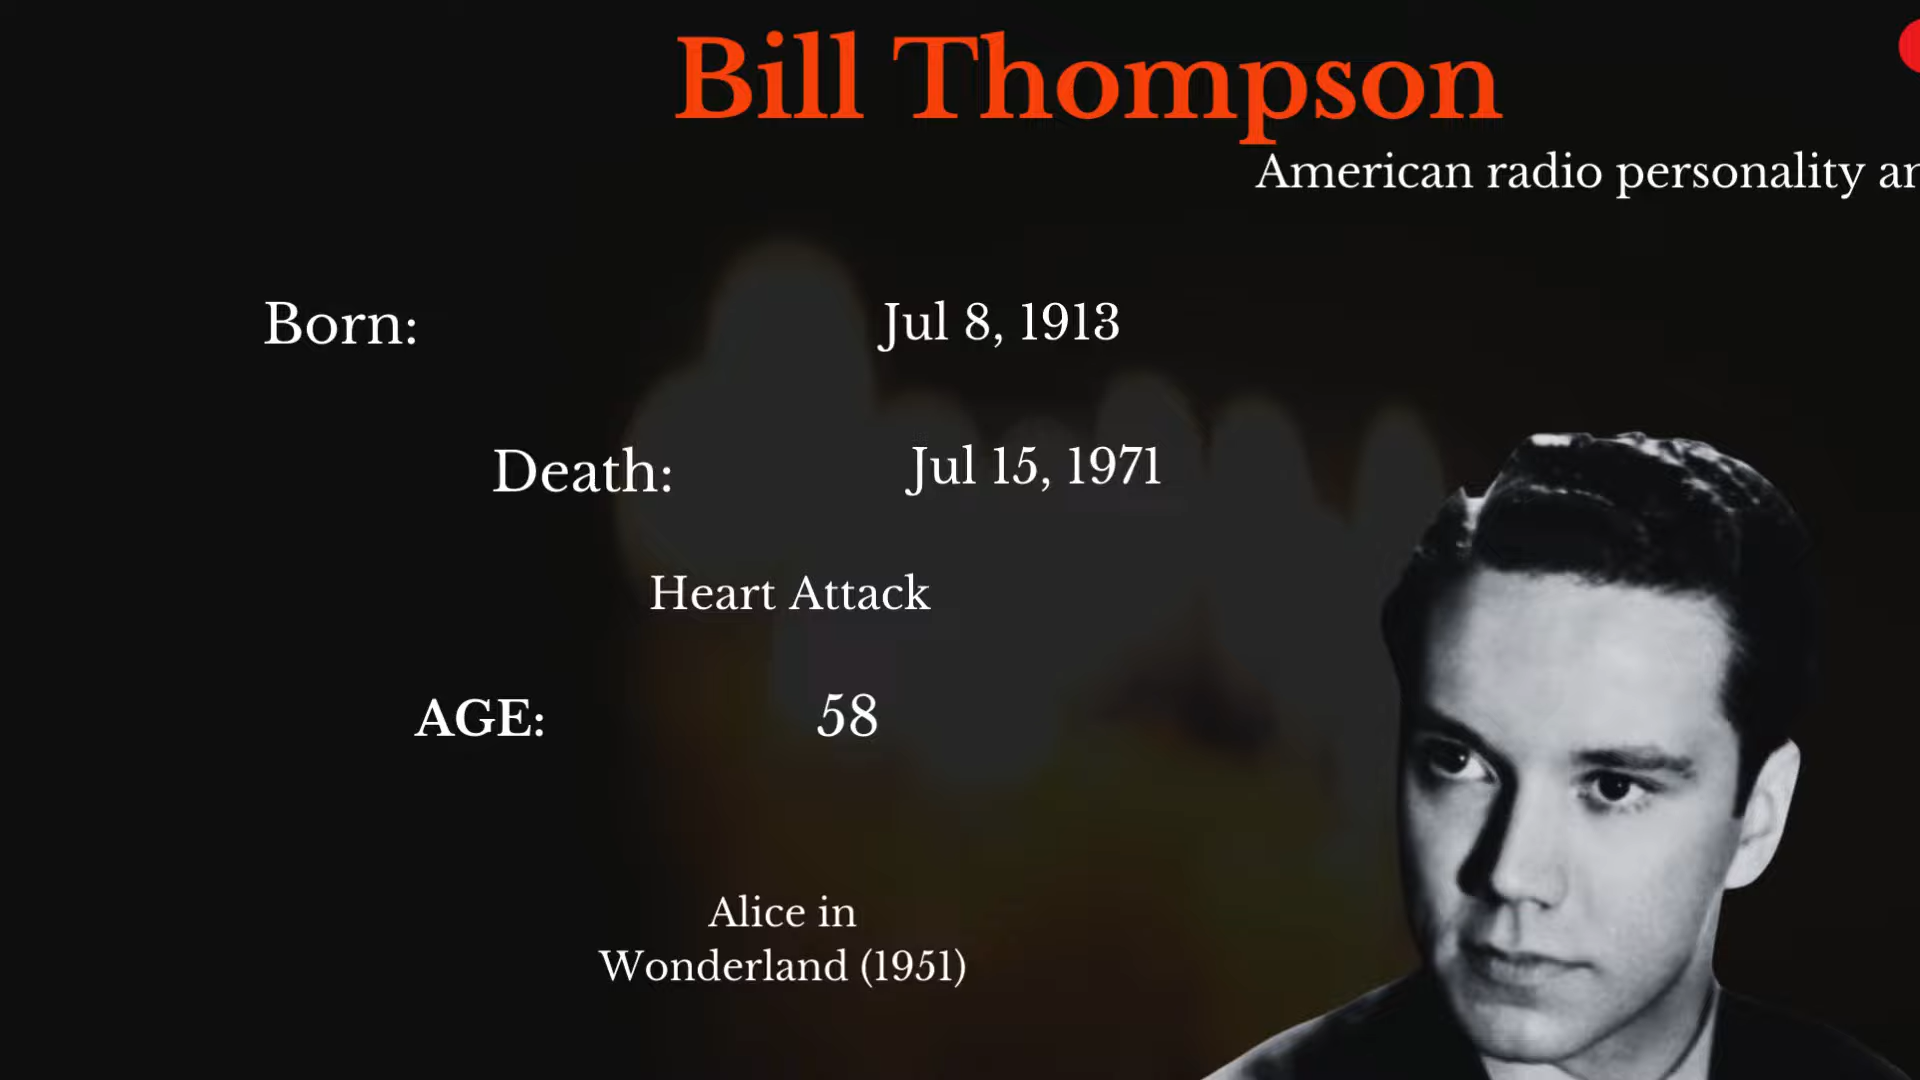 Bill Thompson
American radio personality
Born: Jul 8, 1913
Death: Jul 15, 1971
Heart Attack
AGE: 58
Alice in
Wonderland (1951)